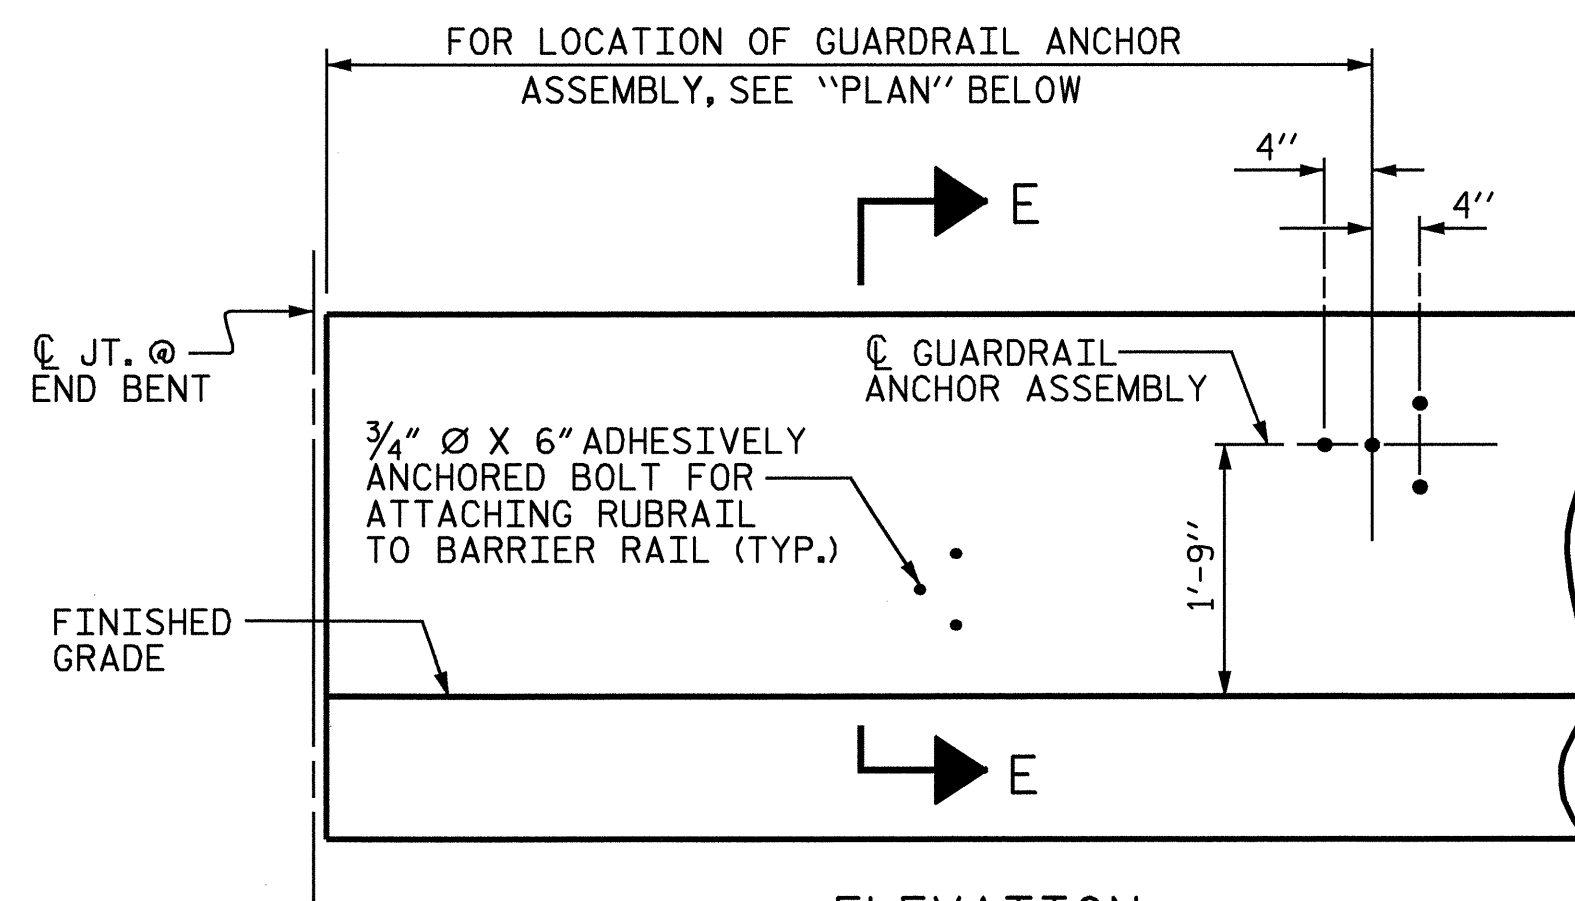 FOR LOCATION OF GUARDRAIL ANCHOR
ASSEMBLY, SEE "PLAN" BELOW
4"
4"
E
℄ JT. @
END BENT
℄ GUARDRAIL
ANCHOR ASSEMBLY
3/4" Ø X 6" ADHESIVELY
ANCHORED BOLT FOR
ATTACHING RUBRAIL
TO BARRIER RAIL (TYP.)
1'-9"
FINISHED
GRADE
E
ELEVATION